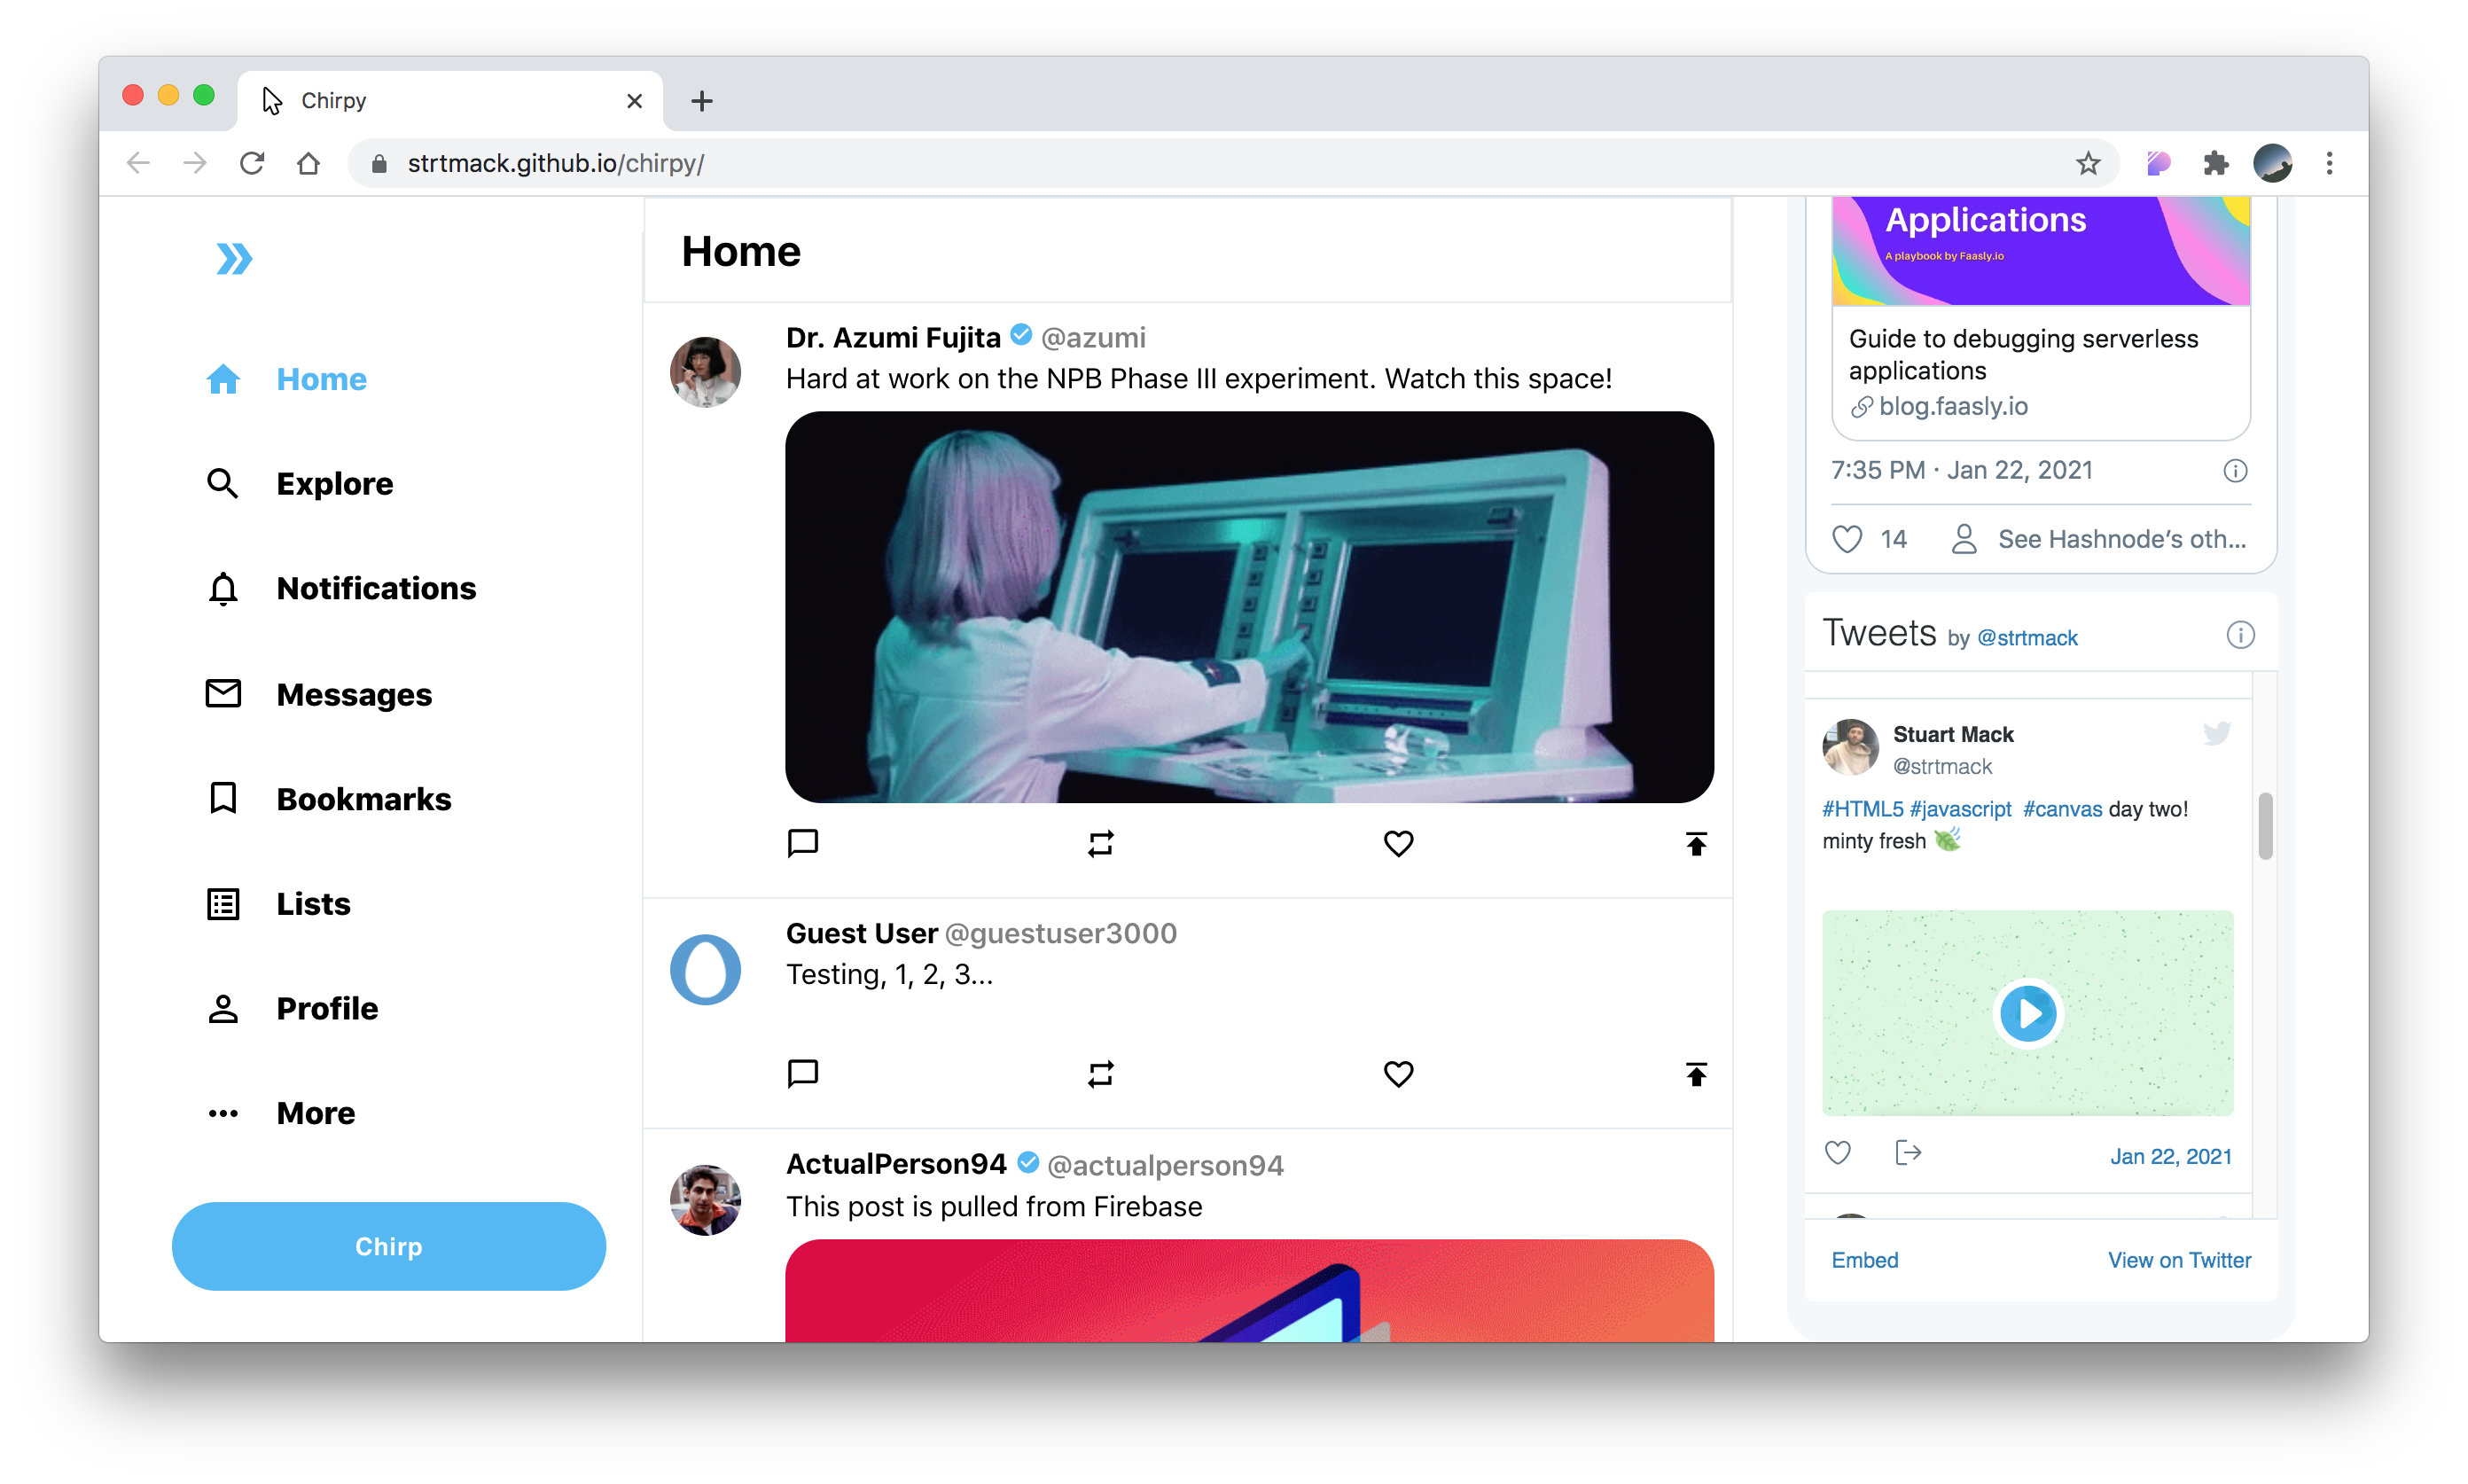 Chirpy
strtmack.github.io/chirpy/
Home
Explore
Notifications
Messages
Bookmarks
Lists
Profile
More
Chirp
Home
Dr. Azumi Fujita @azumi
Hard at work on the NPB Phase III experiment. Watch this space!
Guest User @guestuser3000
Testing, 1, 2, 3...
ActualPerson94 @actualperson94
This post is pulled from Firebase
Applications
A playbook by Faasly.io
Guide to debugging serverless
applications
blog.faasly.io
7:35 PM · Jan 22, 2021
14 See Hashnode’s oth...
Tweets by @strtmack
Stuart Mack
@strtmack
#HTML5 #javascript #canvas day two!
minty fresh 🍃
Jan 22, 2021
Embed View on Twitter